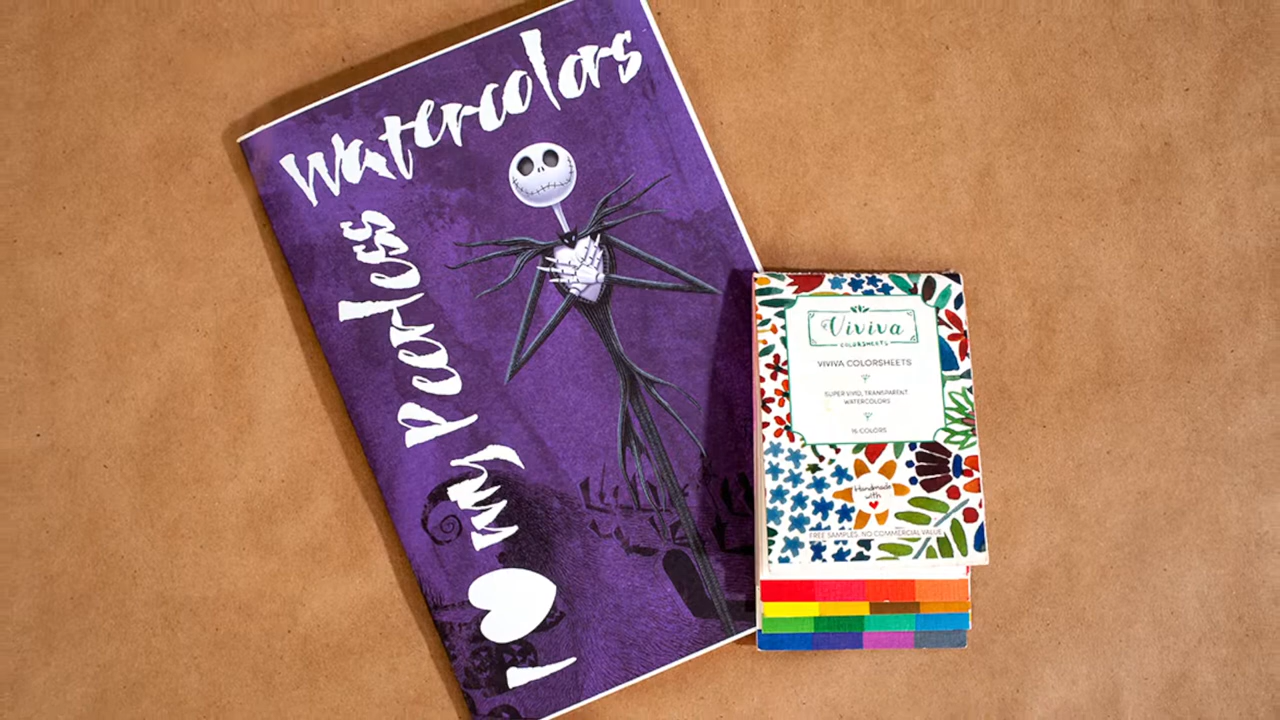 I ♥ my Peerless
Watercolors
Viviva
COLORSHEETS
VIVIVA COLORSHEETS
SUPER VIVID, TRANSPARENT
WATERCOLORS
16 COLORS
Handmade
with
FREE SAMPLES. NO COMMERCIAL VALUE